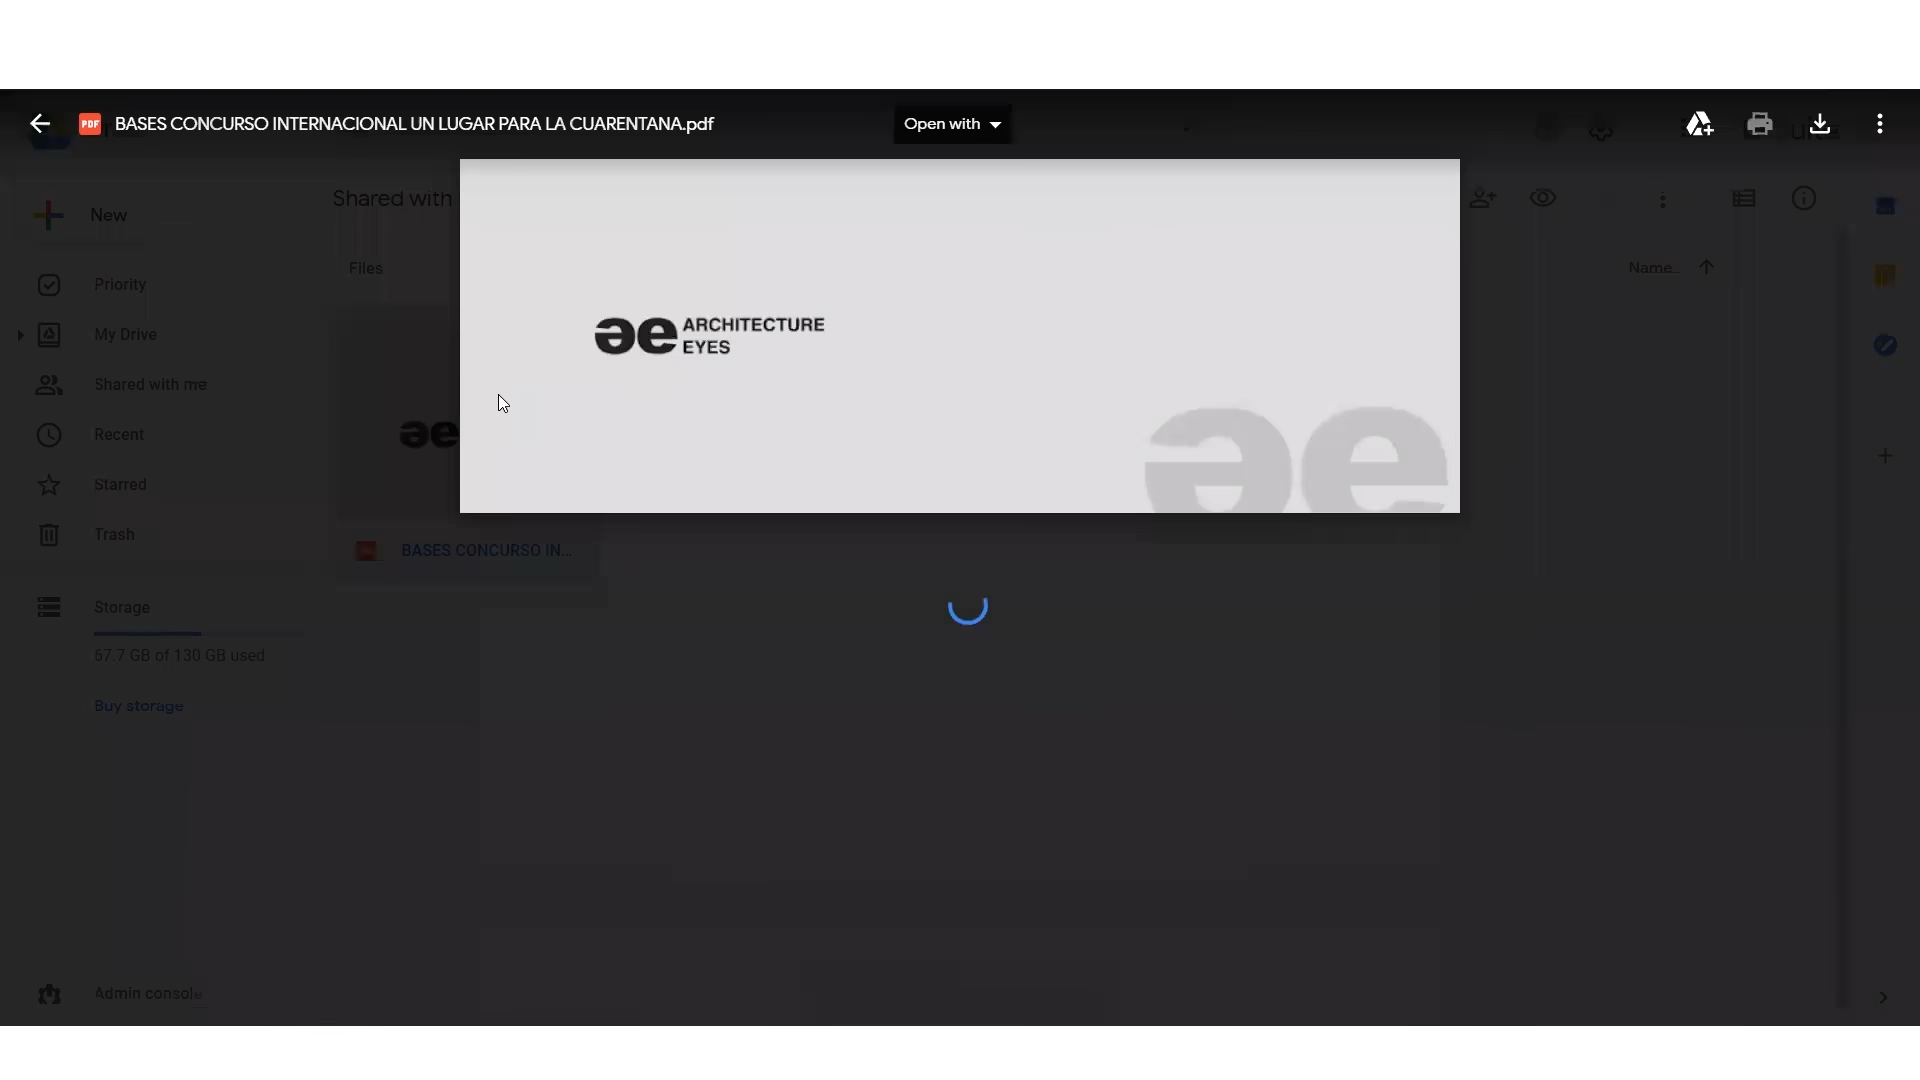 BASES CONCURSO INTERNACIONAL UN LUGAR PARA LA CUARENTANA.pdf
Open with
New
Shared with
Files
Name
Priority
My Drive
Shared with me
Recent
Starred
Trash
Storage
67.7 GB of 130 GB used
Buy storage
Admin console
ae ARCHITECTURE
EYES
ae
ae
PDF
BASES CONCURSO IN...